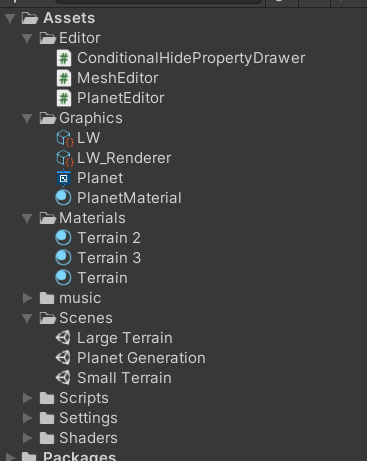 Assets
Editor
ConditionalHidePropertyDrawer
MeshEditor
PlanetEditor
Graphics
LW
LW_Renderer
Planet
PlanetMaterial
Materials
Terrain 2
Terrain 3
Terrain
music
Scenes
Large Terrain
Planet Generation
Small Terrain
Scripts
Settings
Shaders
Packages